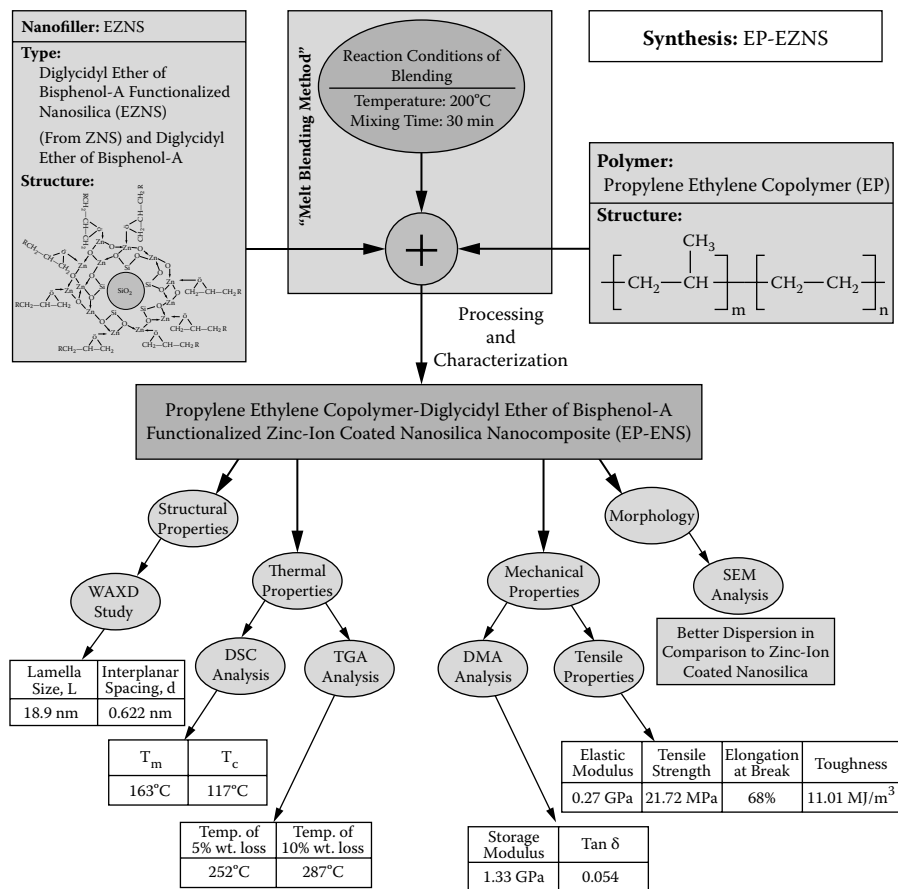 Nanofiller: EZNS
Type:
Diglycidyl Ether of
Bisphenol-A Functionalized
Nanosilica (EZNS)
(From ZNS) and Diglycidyl
Ether of Bisphenol-A
Structure:
SiO2
"Melt Blending Method"
Reaction Conditions of
Blending
Temperature: 200°C
Mixing Time: 30 min
+
Synthesis: EP-EZNS
Polymer:
Propylene Ethylene Copolymer (EP)
Structure:
CH3
CH2—CH
m
CH2—CH2
n
Processing
and
Characterization
Propylene Ethylene Copolymer-Diglycidyl Ether of Bisphenol-A
Functionalized Zinc-Ion Coated Nanosilica Nanocomposite (EP-ENS)
Structural
Properties
WAXD
Study
Lamella
Size, L
Interplanar
Spacing, d
18.9 nm
0.622 nm
Thermal
Properties
DSC
Analysis
Tm
Tc
163°C
117°C
TGA
Analysis
Temp. of
5% wt. loss
Temp. of
10% wt. loss
252°C
287°C
Mechanical
Properties
DMA
Analysis
Storage
Modulus
Tan δ
1.33 GPa
0.054
Tensile
Properties
Elastic
Modulus
Tensile
Strength
Elongation
at Break
Toughness
0.27 GPa
21.72 MPa
68%
11.01 MJ/m3
Morphology
SEM
Analysis
Better Dispersion in
Comparison to Zinc-Ion
Coated Nanosilica